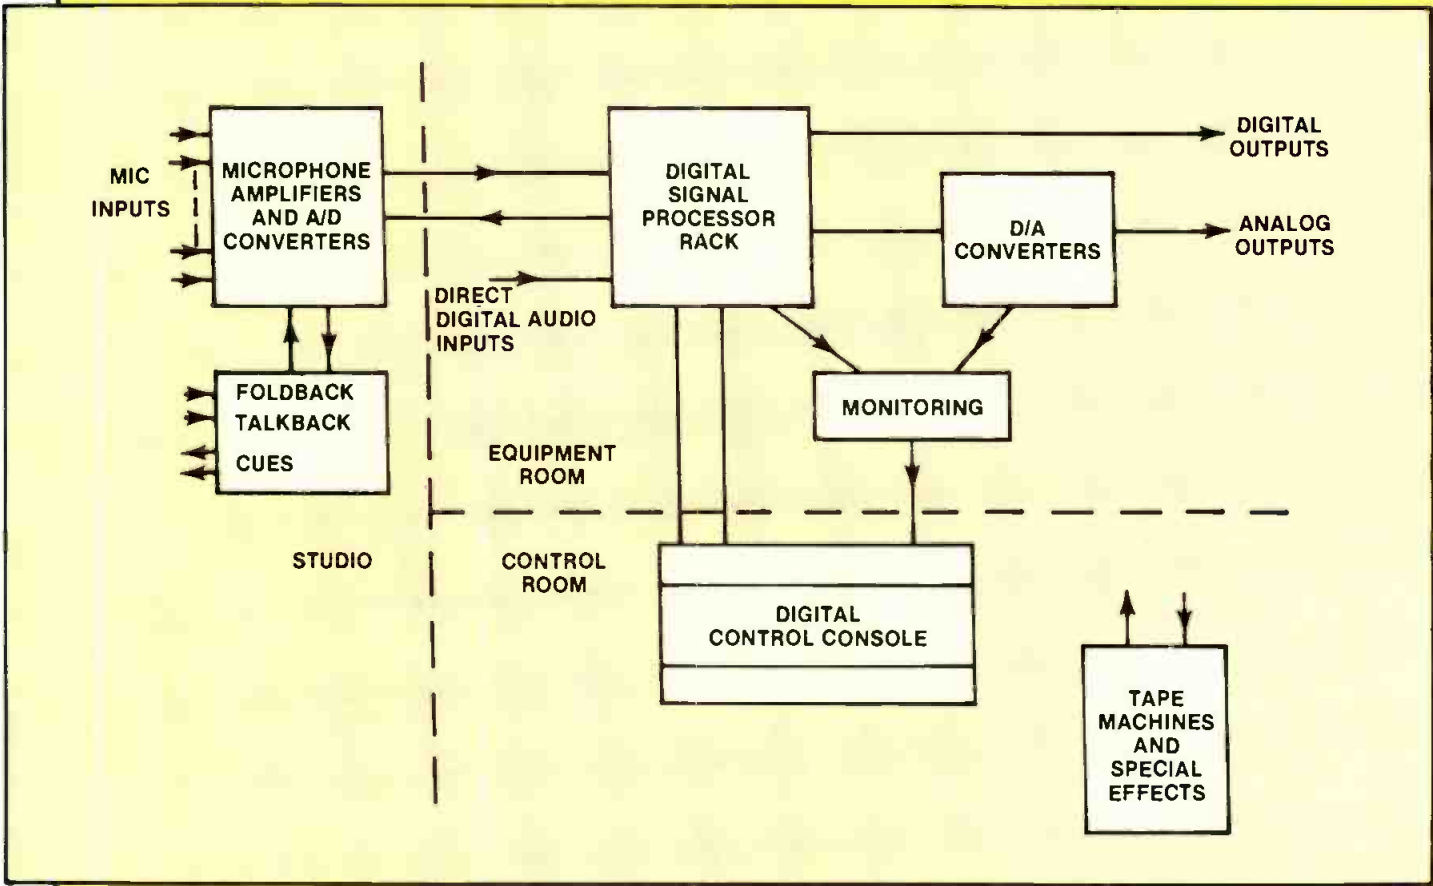 MIC
INPUTS
MICROPHONE
AMPLIFIERS
AND A/D
CONVERTERS
DIGITAL
SIGNAL
PROCESSOR
RACK
DIGITAL
OUTPUTS
D/A
CONVERTERS
ANALOG
OUTPUTS
DIRECT
DIGITAL AUDIO
INPUTS
FOLDBACK
TALKBACK
CUES
MONITORING
EQUIPMENT
ROOM
STUDIO
CONTROL
ROOM
DIGITAL
CONTROL CONSOLE
TAPE
MACHINES
AND
SPECIAL
EFFECTS